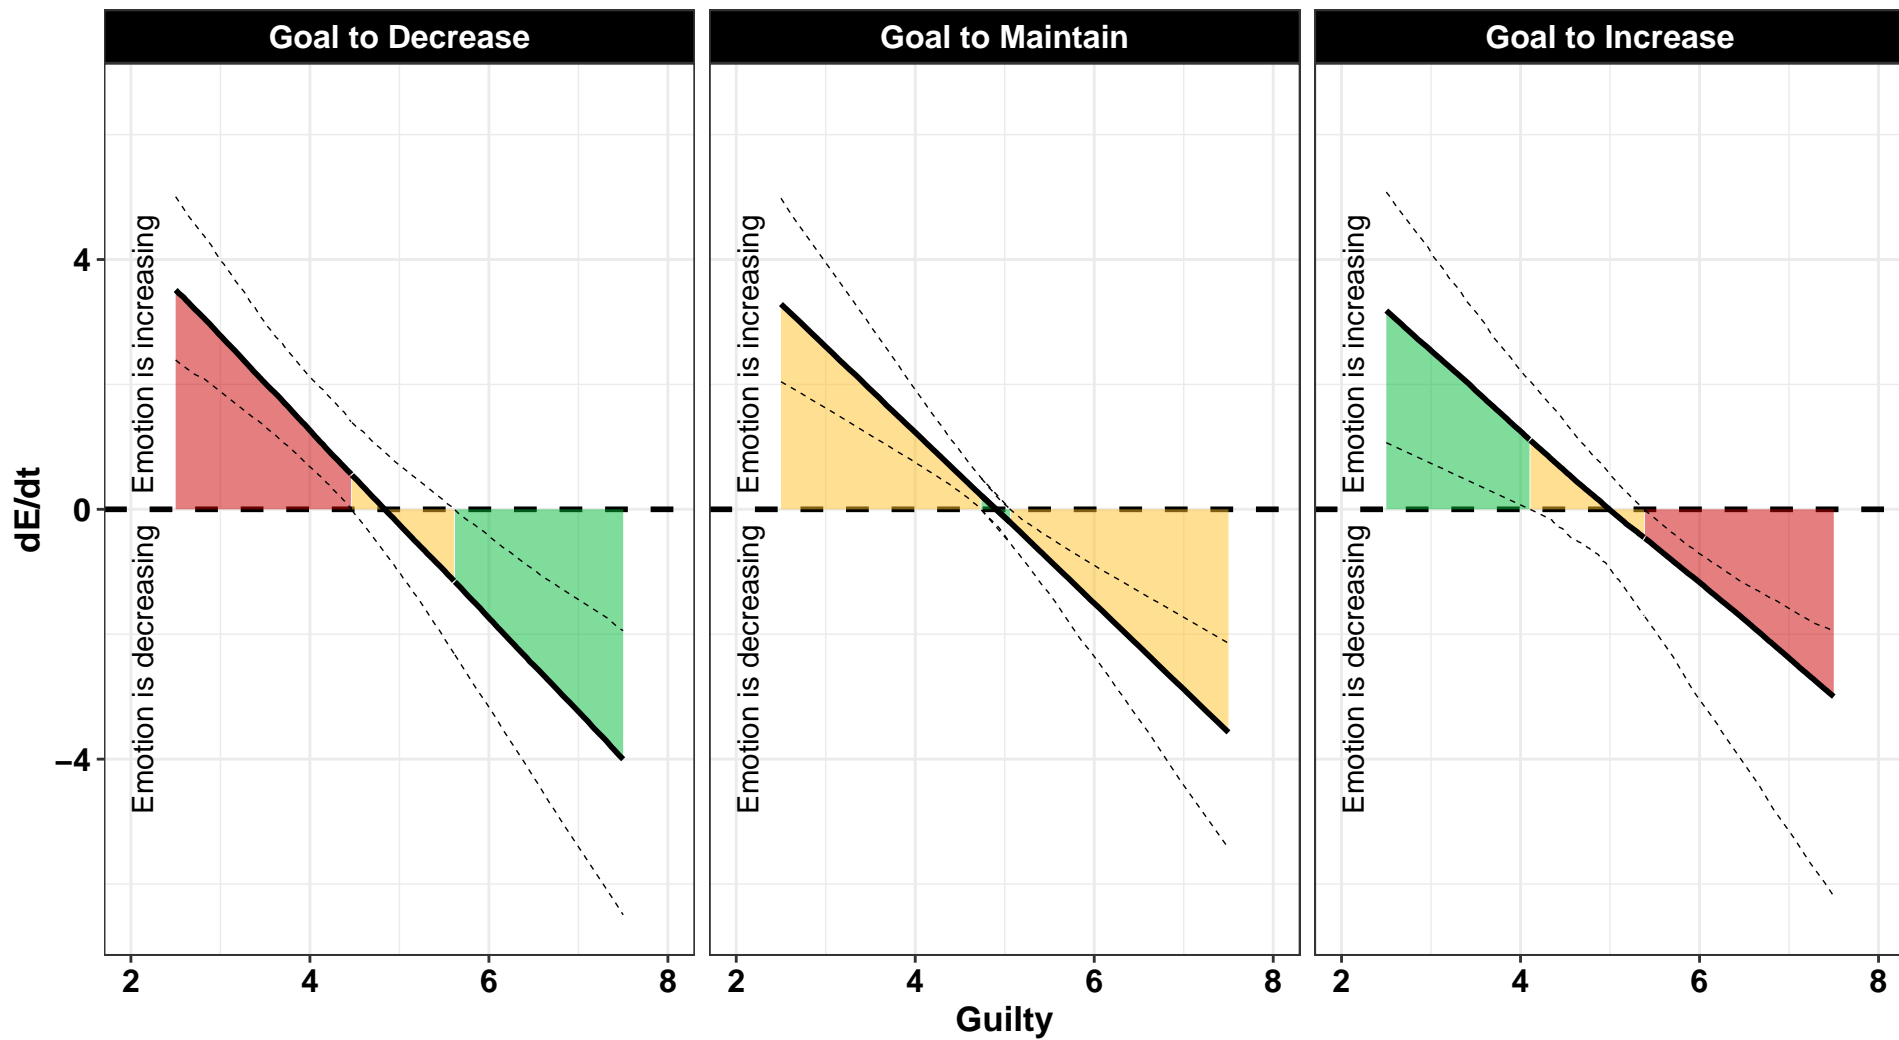 Goal to Decrease
Goal to Maintain
Goal to Increase
dE/dt
4
0
−4
Emotion is increasing
Emotion is decreasing
Emotion is increasing
Emotion is decreasing
Emotion is increasing
Emotion is decreasing
2 4 6 8
2 4 6 8
2 4 6 8
Guilty